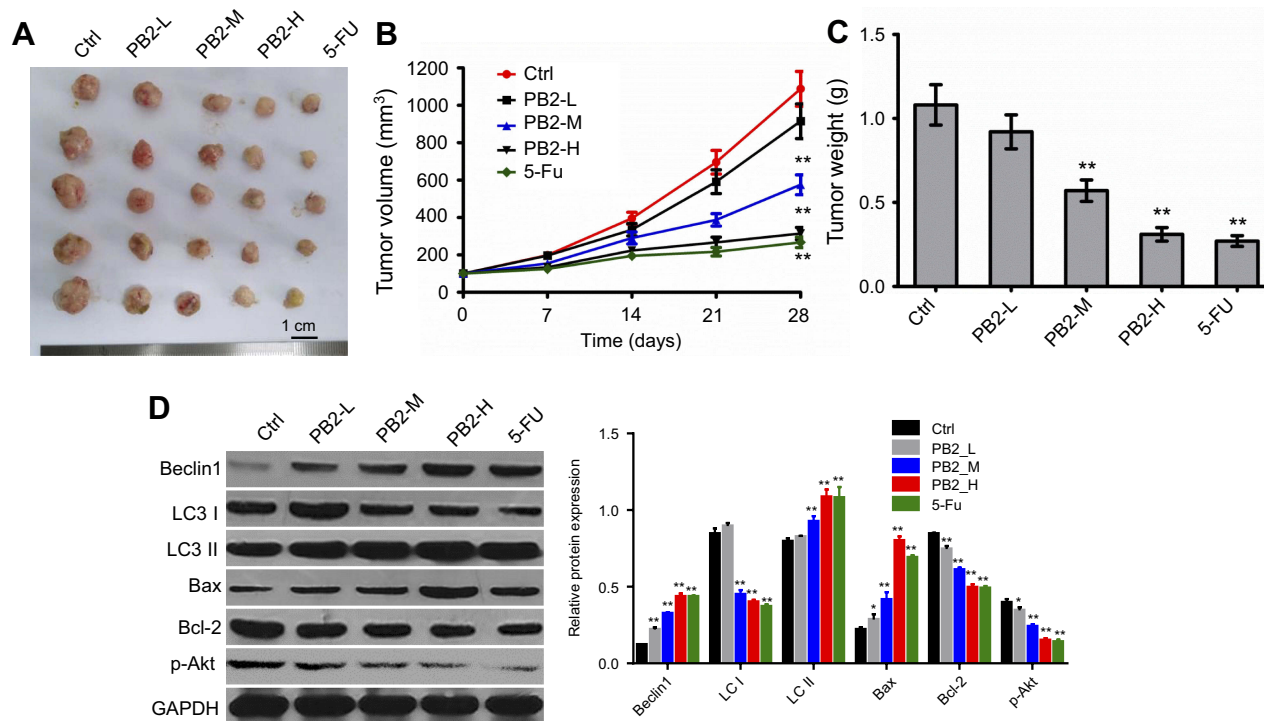 A
Ctrl
PB2-L
PB2-M
PB2-H
5-FU
1 cm
B
Tumor volume (mm³)
1200
1000
800
600
400
200
0
Ctrl
PB2-L
PB2-M
PB2-H
5-Fu
**
**
**
0 7 14 21 28
Time (days)
C
Tumor weight (g)
1.5
1.0
0.5
0.0
**
**
**
Ctrl
PB2-L
PB2-M
PB2-H
5-FU
D
Ctrl
PB2-L
PB2-M
PB2-H
5-FU
Beclin1
LC3 I
LC3 II
Bax
Bcl-2
p-Akt
GAPDH
Relative protein expression
1.5
1.0
0.5
0.0
Ctrl
PB2_L
PB2_M
PB2_H
5-Fu
** ** ** **
** ** **
** ** **
* ** ** **
** ** ** **
* ** ** **
Beclin1
LC I
LC II
Bax
Bcl-2
p-Akt